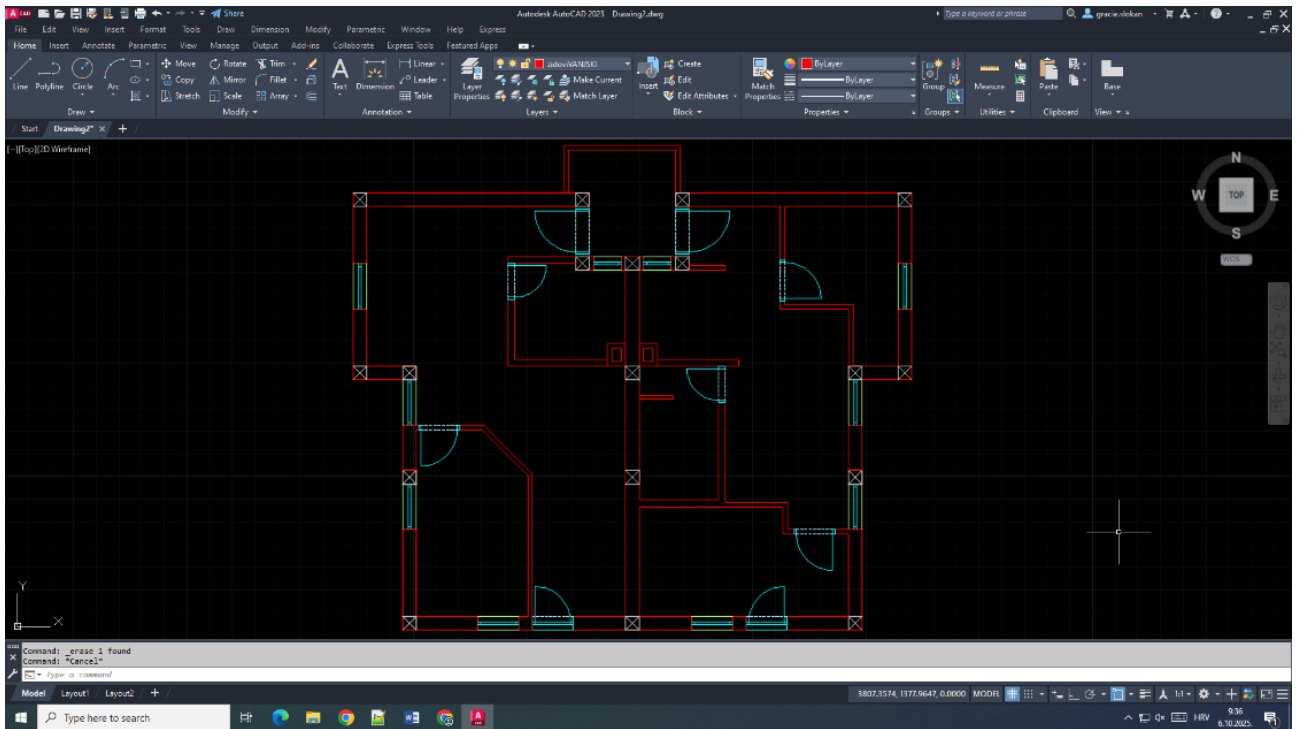 A CAD Share Autodesk AutoCAD 2023 Drawing2.dwg Type a keyword or phrase gracie.slokan
File Edit View Insert Format Tools Draw Dimension Modify Parametric Window Help Express
Home Insert Annotate Parametric View Manage Output Add-ins Collaborate Express Tools Featured Apps
Move Rotate Trim Linear zidoviVANJSKI Create ByLayer
Line Polyline Circle Arc Copy Mirror Fillet Text Dimension Leader Layer Properties Make Current Insert Edit Match Properties ByLayer Group Measure Paste Base
Stretch Scale Array Table Match Layer Edit Attributes ByLayer
Draw Modify Annotation Layers Block Properties Groups Utilities Clipboard View
Start Drawing2* +
[−][Top][2D Wireframe]
N
W TOP E
S
WCS
Y
X
Command: _erase 1 found
Command: *Cancel*
Type a command
Model Layout1 Layout2 + 3807.3574, 1377.9647, 0.0000 MODEL 1:1
Type here to search HRV 9:36
6.10.2025.